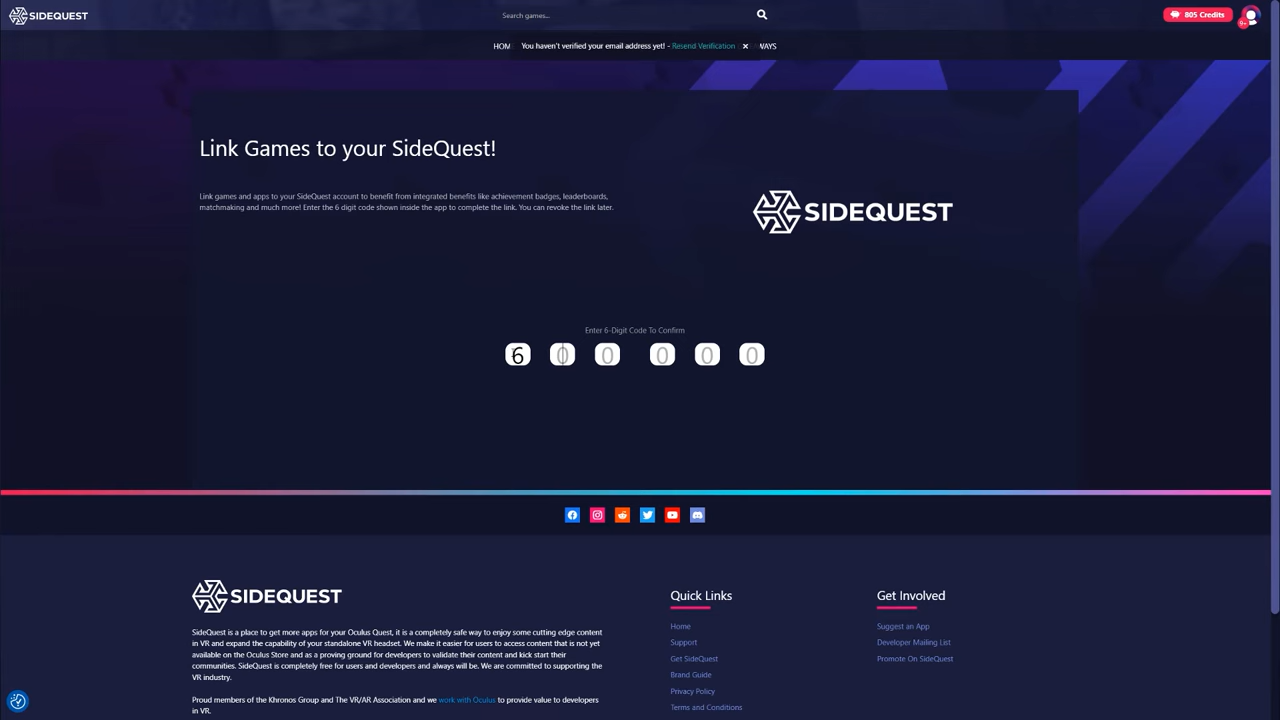 SIDEQUEST
Search games...
805 Credits
9+
HOM
You haven't verified your email address yet! - Resend Verification ×
WAYS
Link Games to your SideQuest!
Link games and apps to your SideQuest account to benefit from integrated benefits like achievement badges, leaderboards,
matchmaking and much more! Enter the 6 digit code shown inside the app to complete the link. You can revoke the link later.
SIDEQUEST
Enter 6-Digit Code To Confirm
6 0 0 0 0 0
SIDEQUEST
SideQuest is a place to get more apps for your Oculus Quest, it is a completely safe way to enjoy some cutting edge content
in VR and expand the capability of your standalone VR headset. We make it easier for users to access content that is not yet
available on the Oculus Store and as a proving ground for developers to validate their content and kick start their
communities. SideQuest is completely free for users and developers and always will be. We are committed to supporting the
VR industry.
Proud members of the Khronos Group and The VR/AR Association and we work with Oculus to provide value to developers
in VR.
Quick Links
Home
Support
Get SideQuest
Brand Guide
Privacy Policy
Terms and Conditions
Get Involved
Suggest an App
Developer Mailing List
Promote On SideQuest